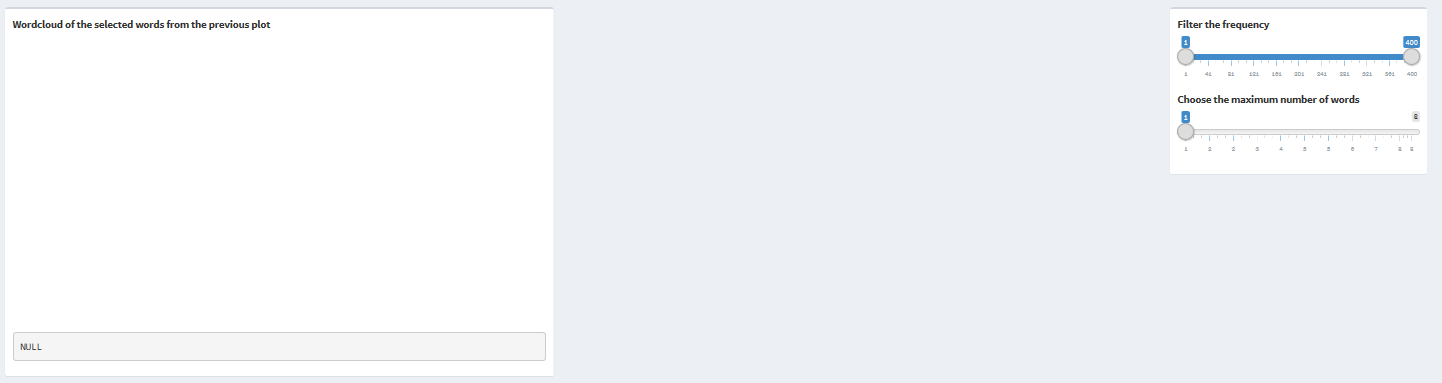 Wordcloud of the selected words from the previous plot
NULL
Filter the frequency
1 400
1 41 81 121 161 201 241 281 321 361 400
Choose the maximum number of words
1 8
1 2 2 3 4 5 5 6 7 8 8